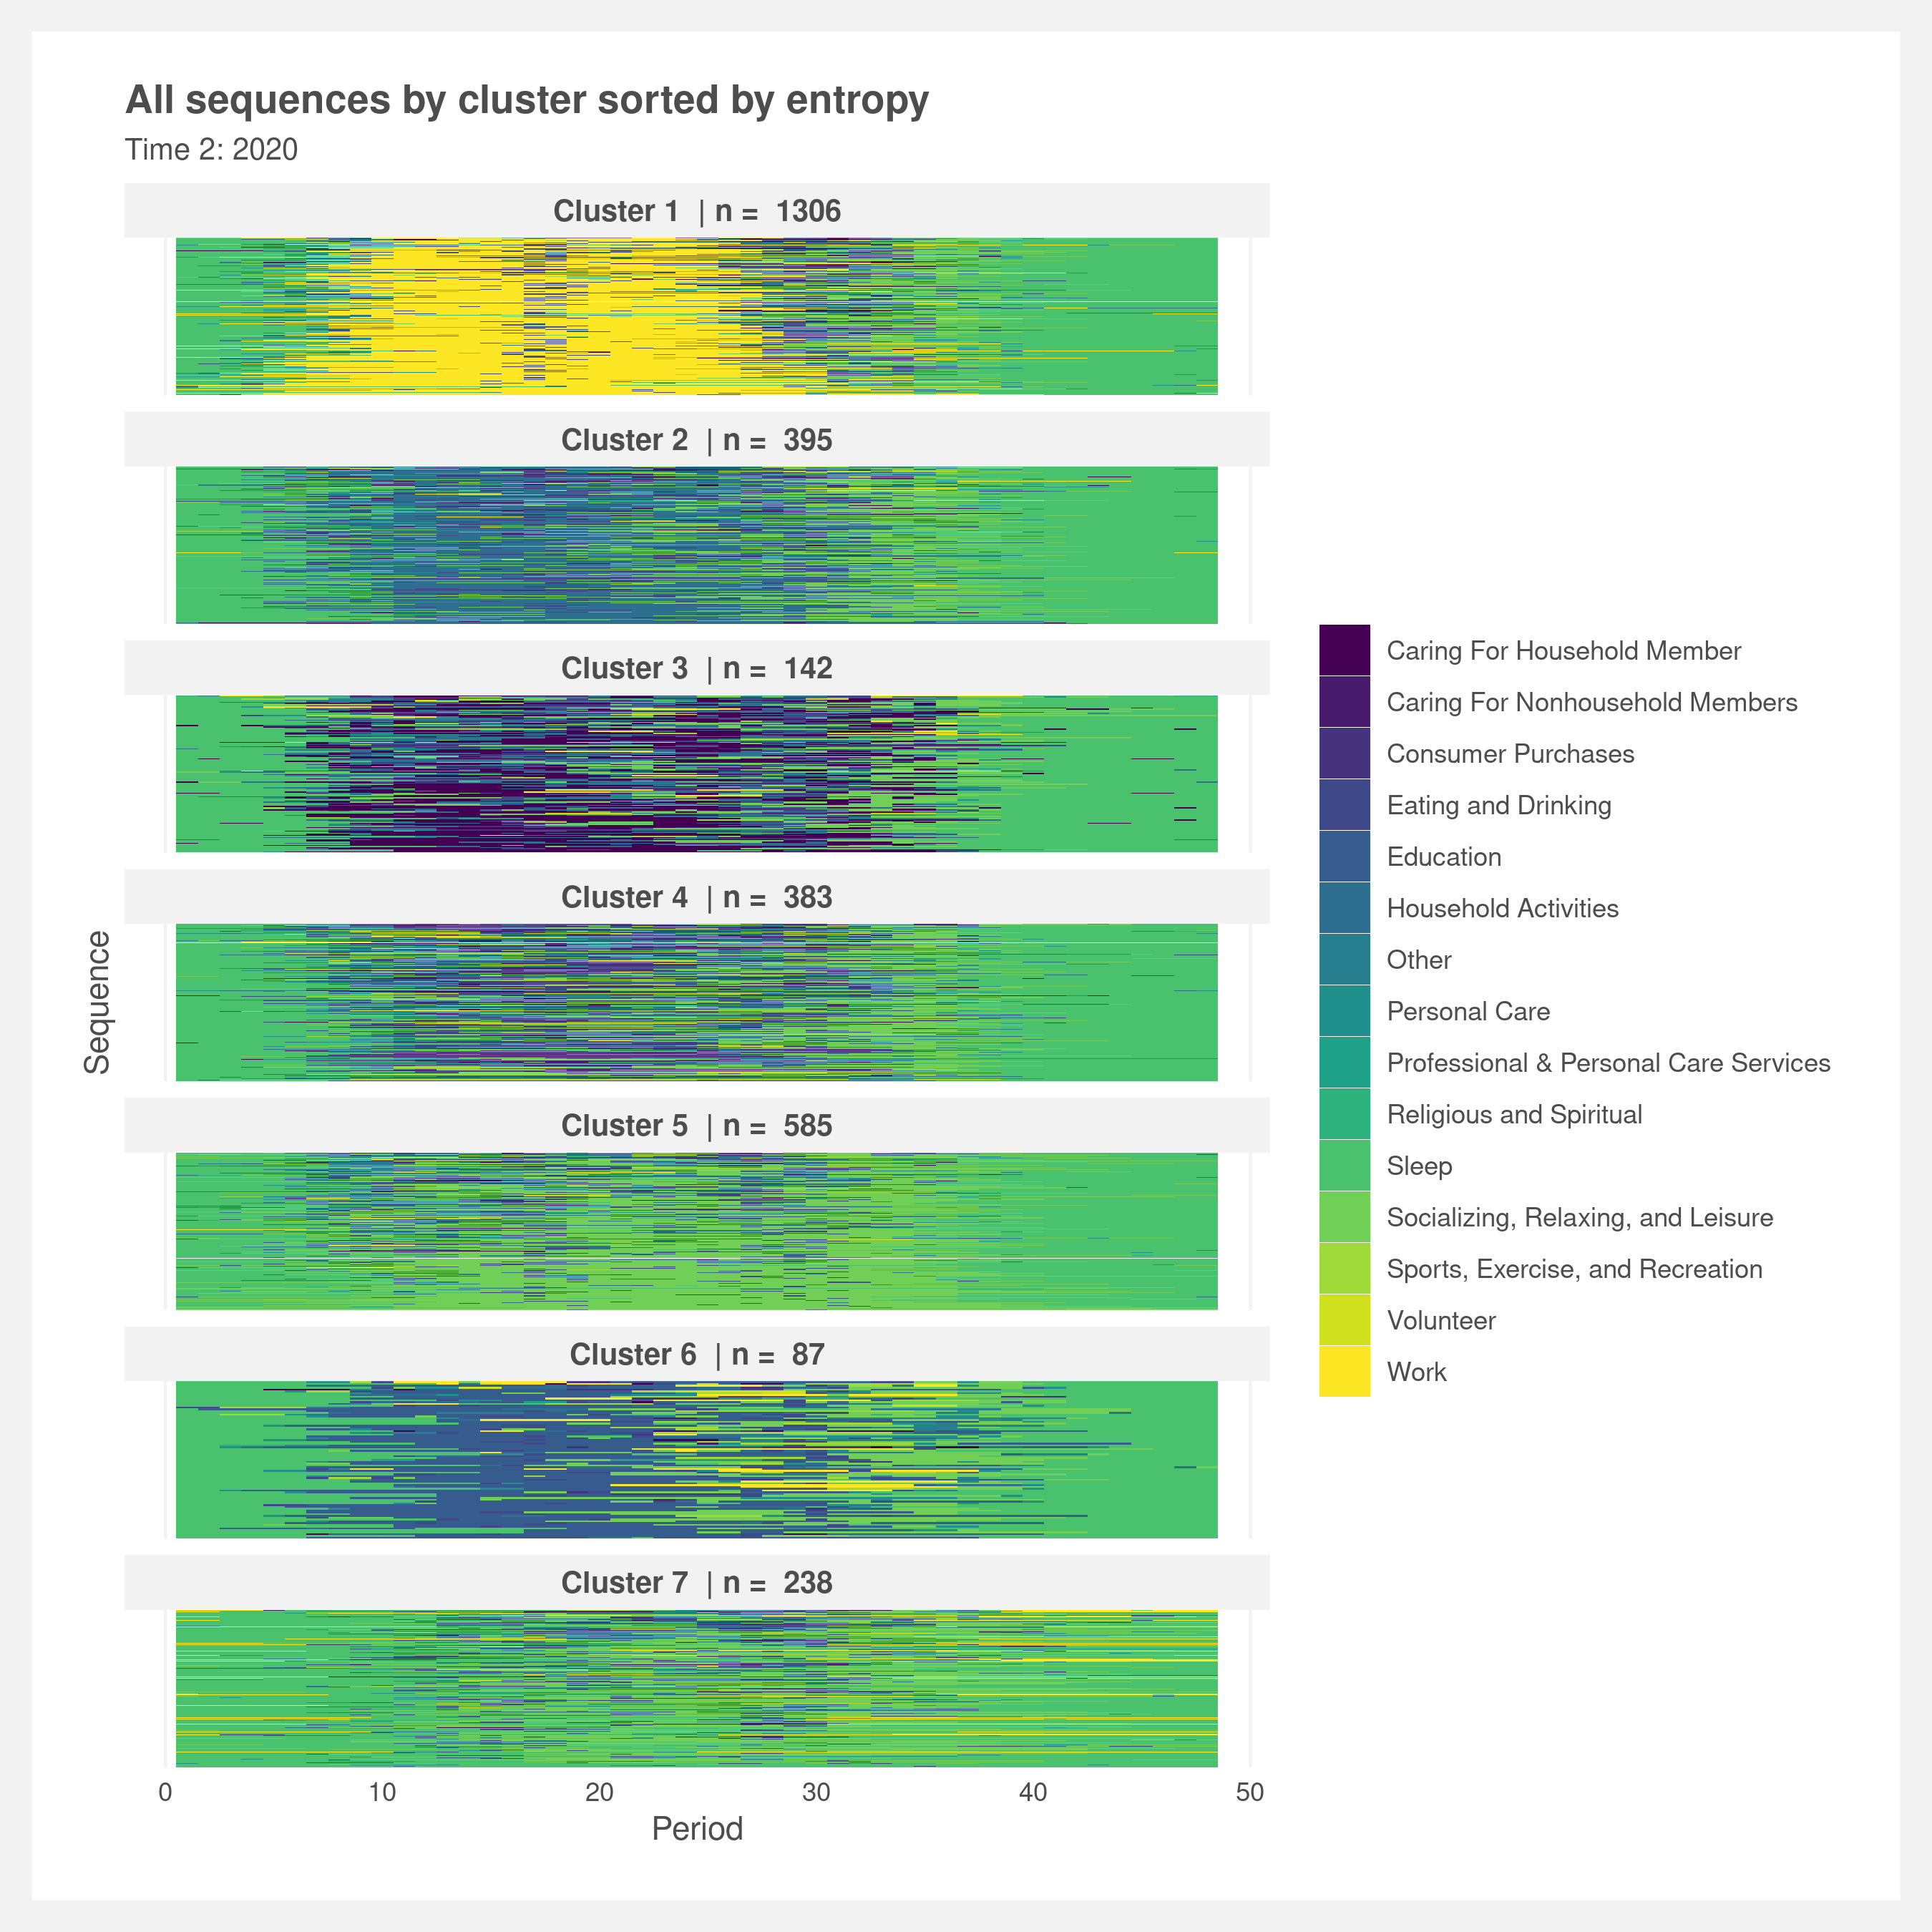 All sequences by cluster sorted by entropy
Time 2: 2020
Cluster 1 | n = 1306
Cluster 2 | n = 395
Cluster 3 | n = 142
Cluster 4 | n = 383
Cluster 5 | n = 585
Cluster 6 | n = 87
Cluster 7 | n = 238
Sequence
0 10 20 30 40 50
Period
Caring For Household Member
Caring For Nonhousehold Members
Consumer Purchases
Eating and Drinking
Education
Household Activities
Other
Personal Care
Professional & Personal Care Services
Religious and Spiritual
Sleep
Socializing, Relaxing, and Leisure
Sports, Exercise, and Recreation
Volunteer
Work